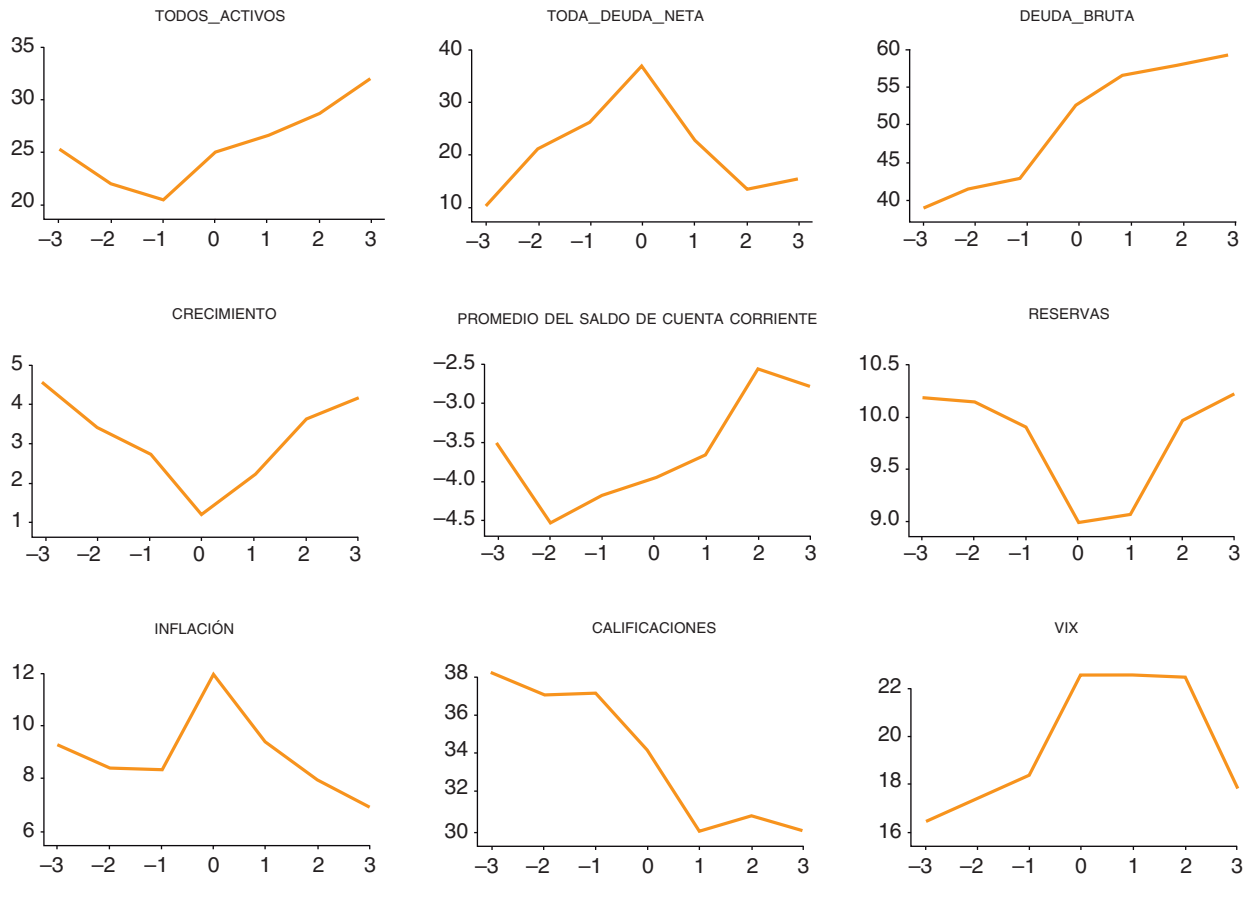 TODOS_ACTIVOS
35
30
25
20
–3 –2 –1 0 1 2 3
TODA_DEUDA_NETA
40
30
20
10
–3 –2 –1 0 1 2 3
DEUDA_BRUTA
60
55
50
45
40
–3 –2 –1 0 1 2 3
CRECIMIENTO
5
4
3
2
1
–3 –2 –1 0 1 2 3
PROMEDIO DEL SALDO DE CUENTA CORRIENTE
–2.5
–3.0
–3.5
–4.0
–4.5
–3 –2 –1 0 1 2 3
RESERVAS
10.5
10.0
9.5
9.0
–3 –2 –1 0 1 2 3
INFLACIÓN
12
10
8
6
–3 –2 –1 0 1 2 3
CALIFICACIONES
38
36
34
32
30
–3 –2 –1 0 1 2 3
VIX
22
20
18
16
–3 –2 –1 0 1 2 3